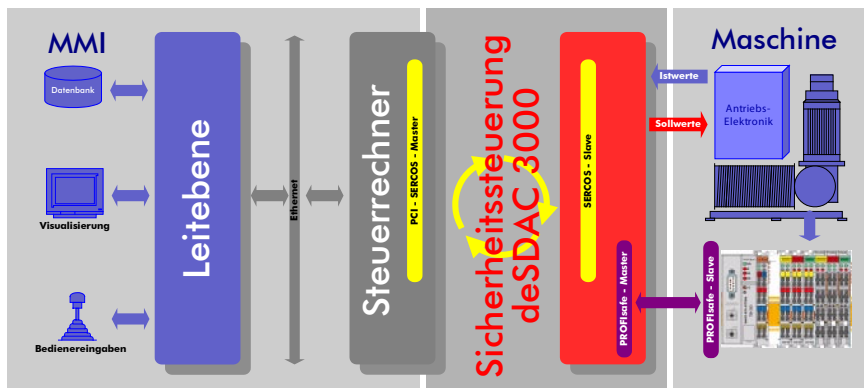 MMI
Datenbank
Visualisierung
Bedienereingaben
Leitebene
Ethernet
Steuerrechner
PCI - SERCOS - Master
Sicherheitssteuerung
deSDAC 3000
SERCOS - Slave
PROFIsafe - Master
Maschine
Istwerte
Sollwerte
Antriebs-
Elektronik
PROFIsafe - Slave